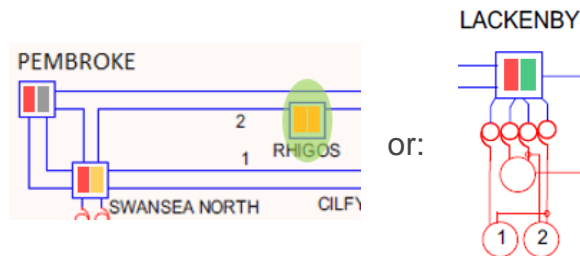 LACKENBY
PEMBROKE
2
RHIGOS
or:
1
SWANSEA NORTH
CILFY
1 2